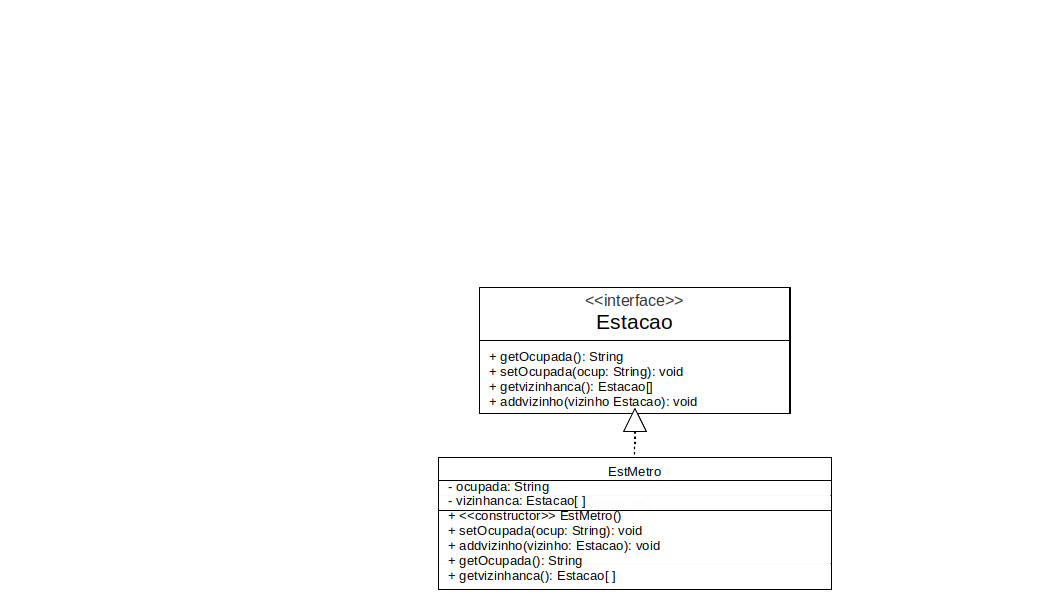 <<interface>>
Estacao
+ getOcupada(): String
+ setOcupada(ocup: String): void
+ getvizinhanca(): Estacao[]
+ addvizinho(vizinho Estacao): void
EstMetro
- ocupada: String
- vizinhanca: Estacao[ ]
+ <<constructor>> EstMetro()
+ setOcupada(ocup: String): void
+ addvizinho(vizinho: Estacao): void
+ getOcupada(): String
+ getvizinhanca(): Estacao[ ]